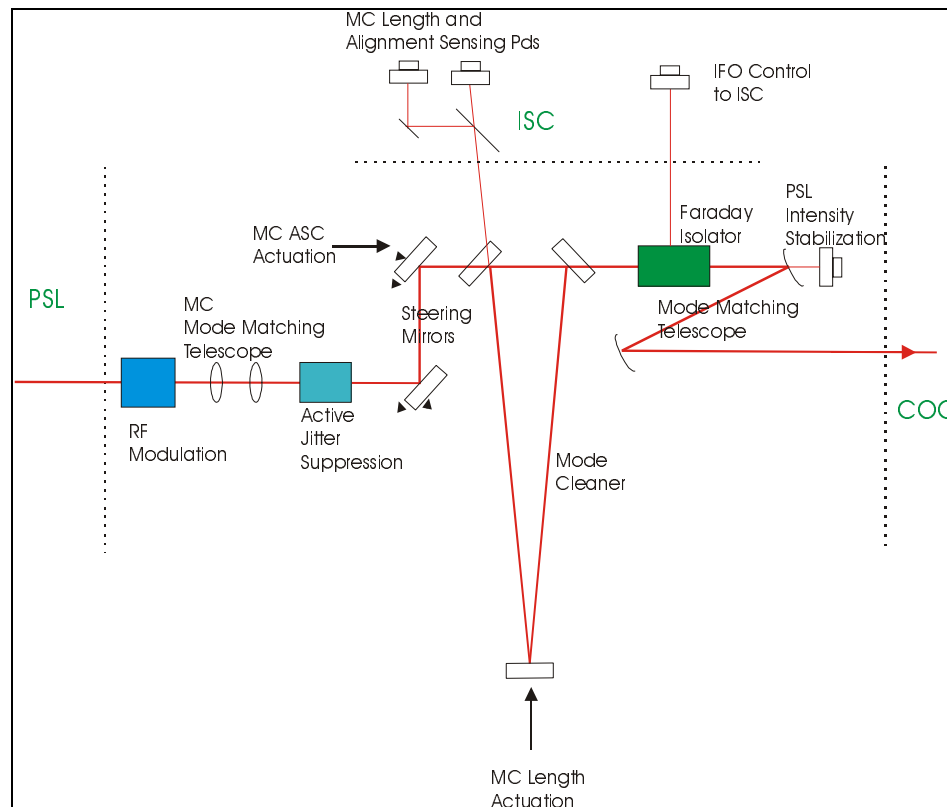 MC Length and
Alignment Sensing Pds
IFO Control
to ISC
ISC
MC ASC
Actuation
Faraday
Isolator
PSL
Intensity
Stabilization
PSL
MC
Mode Matching
Telescope
Steering
Mirrors
Mode Matching
Telescope
RF
Modulation
Active
Jitter
Suppression
COC
Mode
Cleaner
MC Length
Actuation